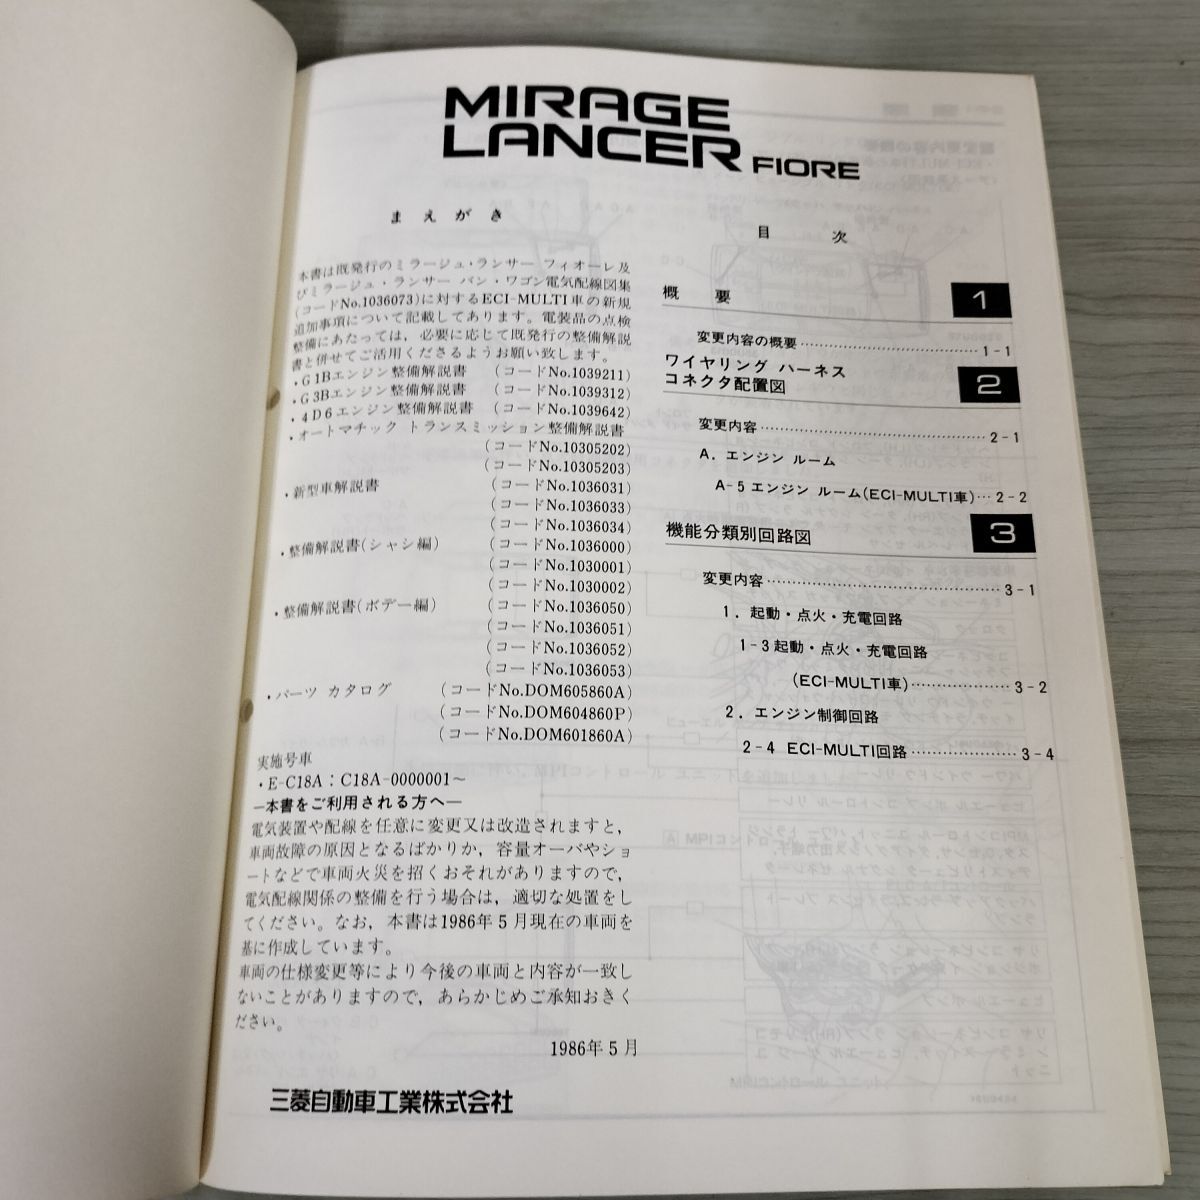 MIRAGE
LANCER FIORE
まえがき
本書は既発行のミラージュ・ランサー フィオーレ及
びミラージュ・ランサー バン・ワゴン電気配線図集
(コードNo.1036073)に対するECI-MULTI車の新規
追加事項について記載してあります。電装品の点検
整備にあたっては，必要に応じて既発行の整備解説
書と併せてご活用くださるようお願い致します。
・G1Bエンジン整備解説書 (コードNo.1039211)
・G3Bエンジン整備解説書 (コードNo.1039312)
・4D6エンジン整備解説書 (コードNo.1039642)
・オートマチック トランスミッション整備解説書
(コードNo.10305202)
(コードNo.10305203)
・新型車解説書 (コードNo.1036031)
(コードNo.1036033)
(コードNo.1036034)
・整備解説書(シャシ編) (コードNo.1036000)
(コードNo.1030001)
(コードNo.1030002)
・整備解説書(ボデー編) (コードNo.1036050)
(コードNo.1036051)
(コードNo.1036052)
(コードNo.1036053)
・パーツ カタログ (コードNo.DOM605860A)
(コードNo.DOM604860P)
(コードNo.DOM601860A)
実施号車
・E-C18A：C18A-0000001～
―本書をご利用される方へ―
電気装置や配線を任意に変更又は改造されますと，
車両故障の原因となるばかりか，容量オーバやショ
ートなどで車両火災を招くおそれがありますので，
電気配線関係の整備を行う場合は，適切な処置をし
てください。なお，本書は1986年5月現在の車両を
基に作成しています。
車両の仕様変更等により今後の車両と内容が一致し
ないことがありますので，あらかじめご承知おきく
ださい。
1986年5月
三菱自動車工業株式会社
目次
概要 1
変更内容の概要……………………1-1
ワイヤリング ハーネス
コネクタ配置図 2
変更内容……………………………2-1
A．エンジン ルーム
A-5 エンジン ルーム(ECI-MULTI車)…2-2
機能分類別回路図 3
変更内容……………………………3-1
1．起動・点火・充電回路
1-3 起動・点火・充電回路
(ECI-MULTI車)……………3-2
2．エンジン制御回路
2-4 ECI-MULTI回路……………3-4